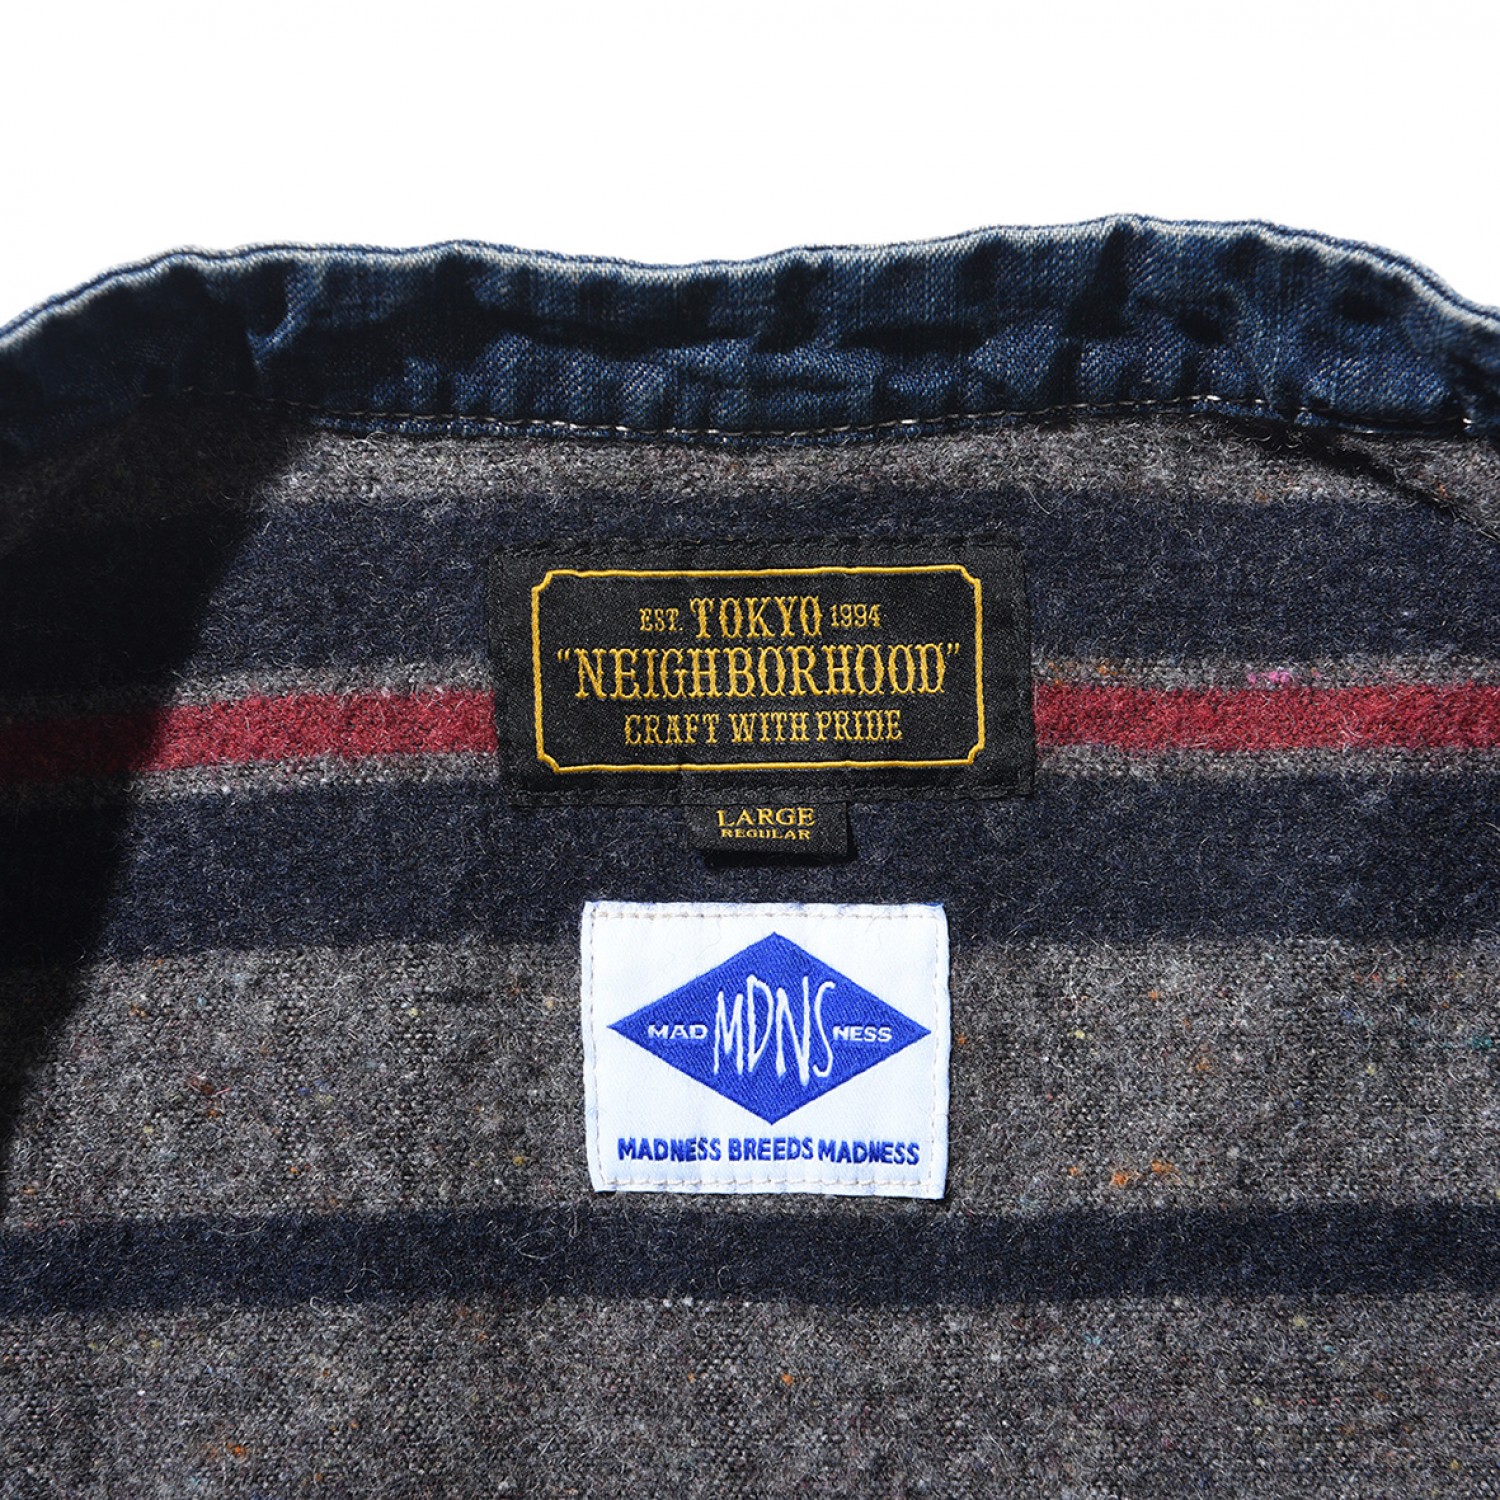 EST. TOKYO 1994
"NEIGHBORHOOD"
CRAFT WITH PRIDE
LARGE
REGULAR
MAD MDNS NESS
MADNESS BREEDS MADNESS